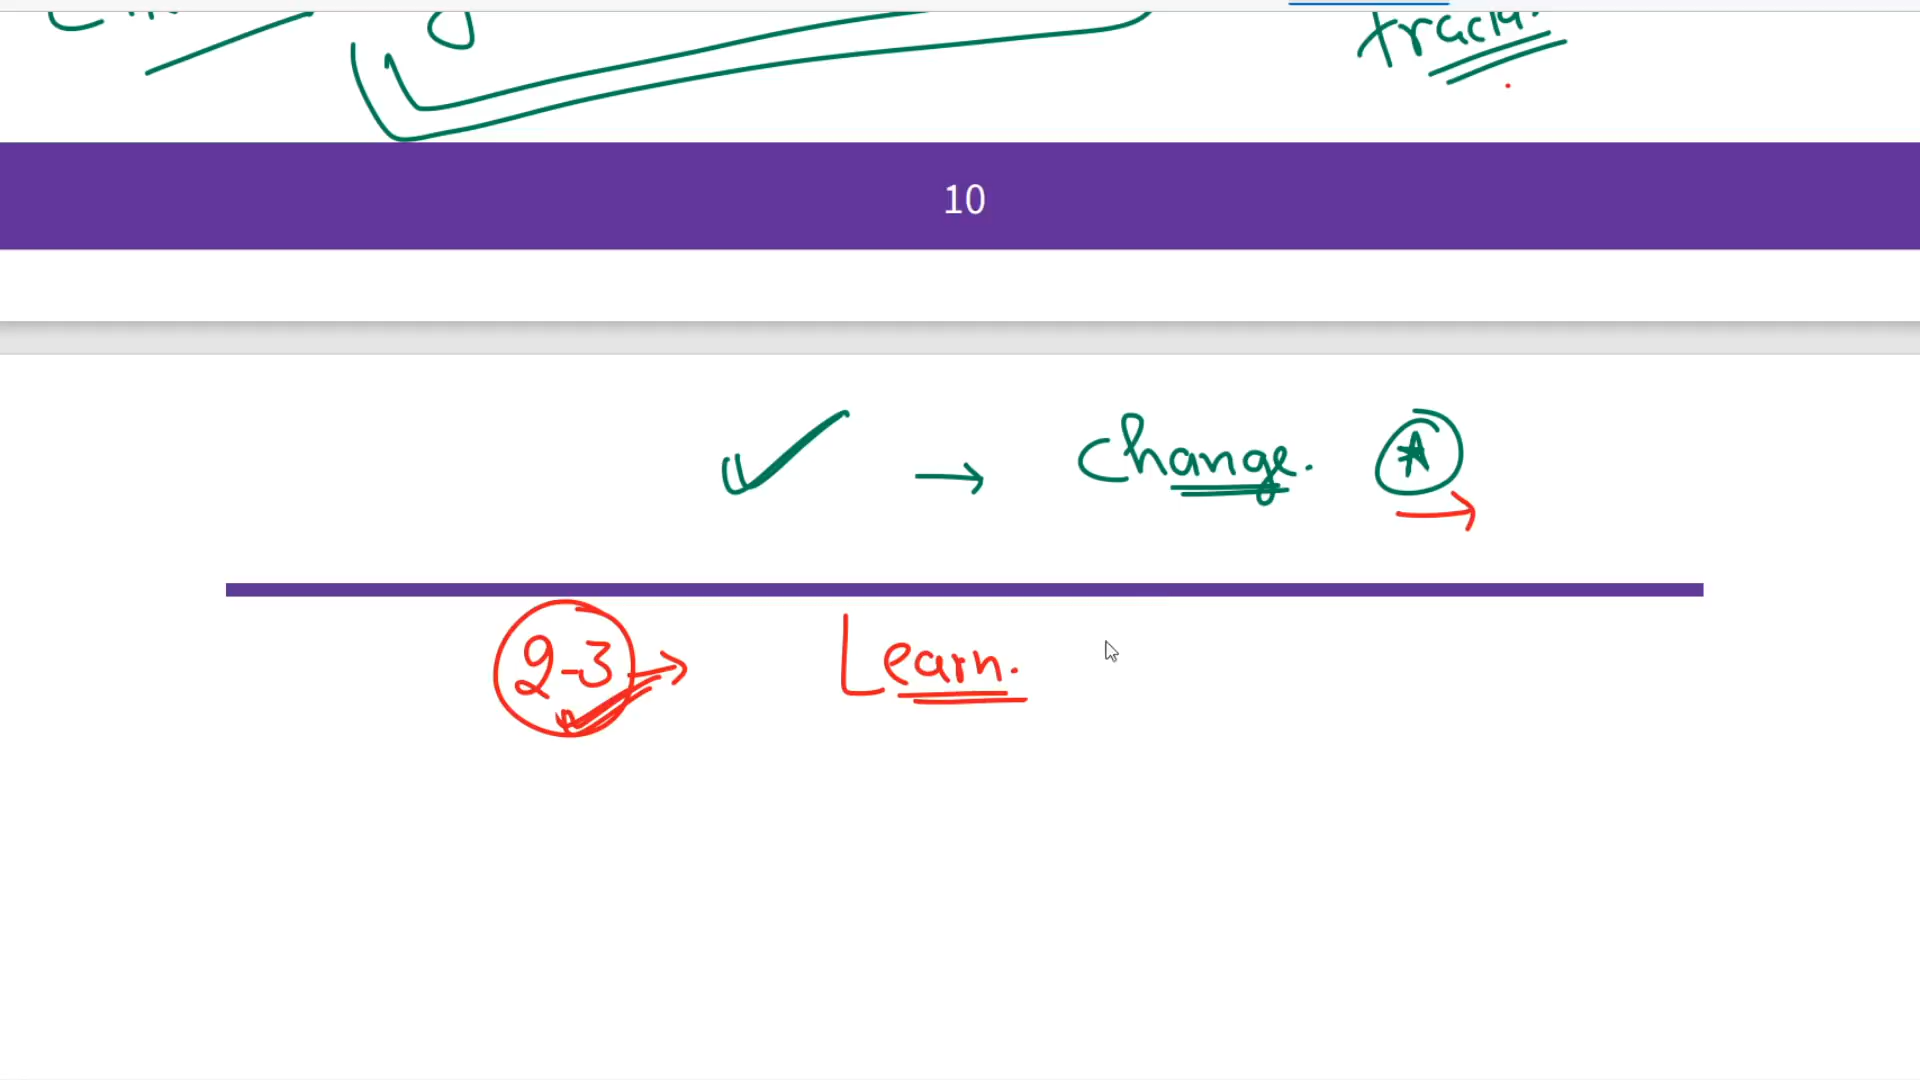 10
→ Change.
2-3 → Learn.